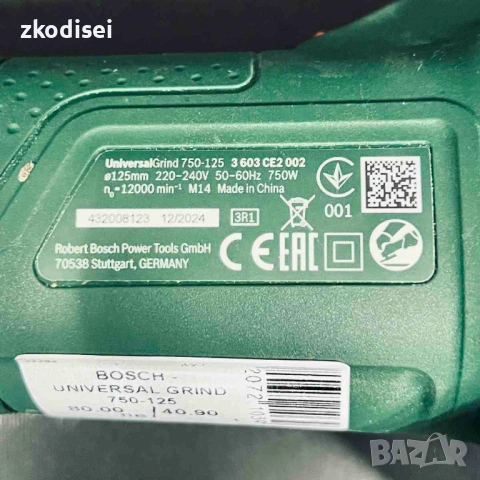 zkodisei
UniversalGrind 750-125 3 603 CE2 002
ø125mm 220-240V 50-60Hz 750W
n₀=12000 min⁻¹ M14 Made in China
001
432008123 12/2024
3R1
Robert Bosch Power Tools GmbH
70538 Stuttgart, GERMANY
CE EAC
BOSCH -
UNIVERSAL GRIND
750-125
80.00 / 40.90
BAZAR